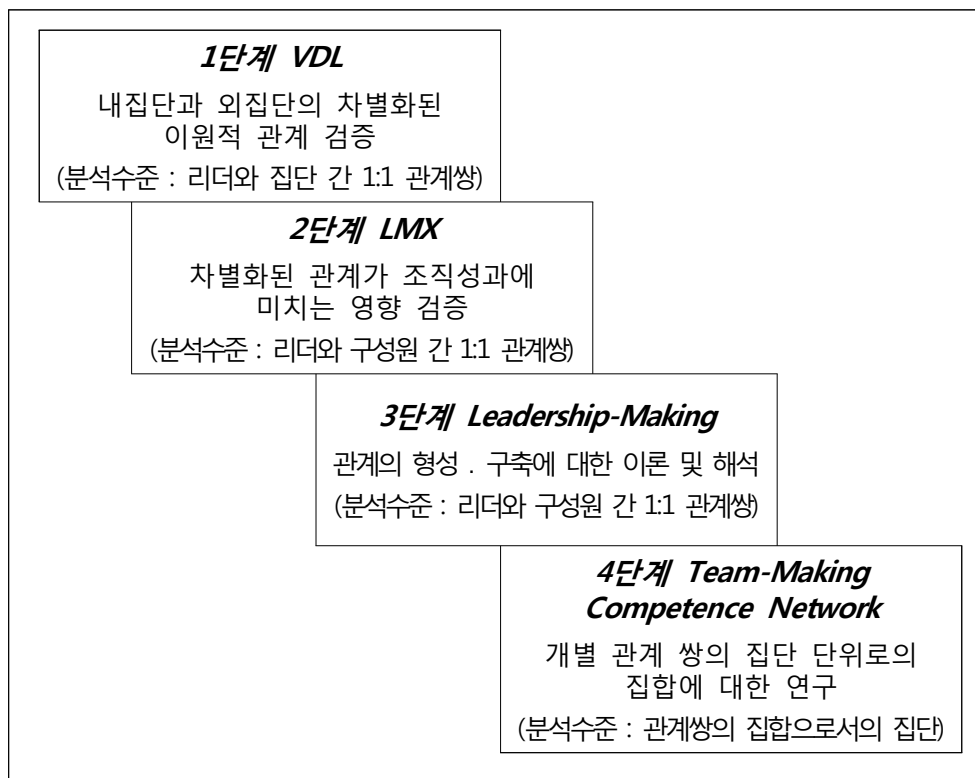 1단계 VDL
내집단과 외집단의 차별화된
이원적 관계 검증
(분석수준 : 리더와 집단 간 1:1 관계쌍)
2단계 LMX
차별화된 관계가 조직성과에
미치는 영향 검증
(분석수준 : 리더와 구성원 간 1:1 관계쌍)
3단계 Leadership-Making
관계의 형성 . 구축에 대한 이론 및 해석
(분석수준 : 리더와 구성원 간 1:1 관계쌍)
4단계 Team-Making
Competence Network
개별 관계 쌍의 집단 단위로의
집합에 대한 연구
(분석수준 : 관계쌍의 집합으로서의 집단)